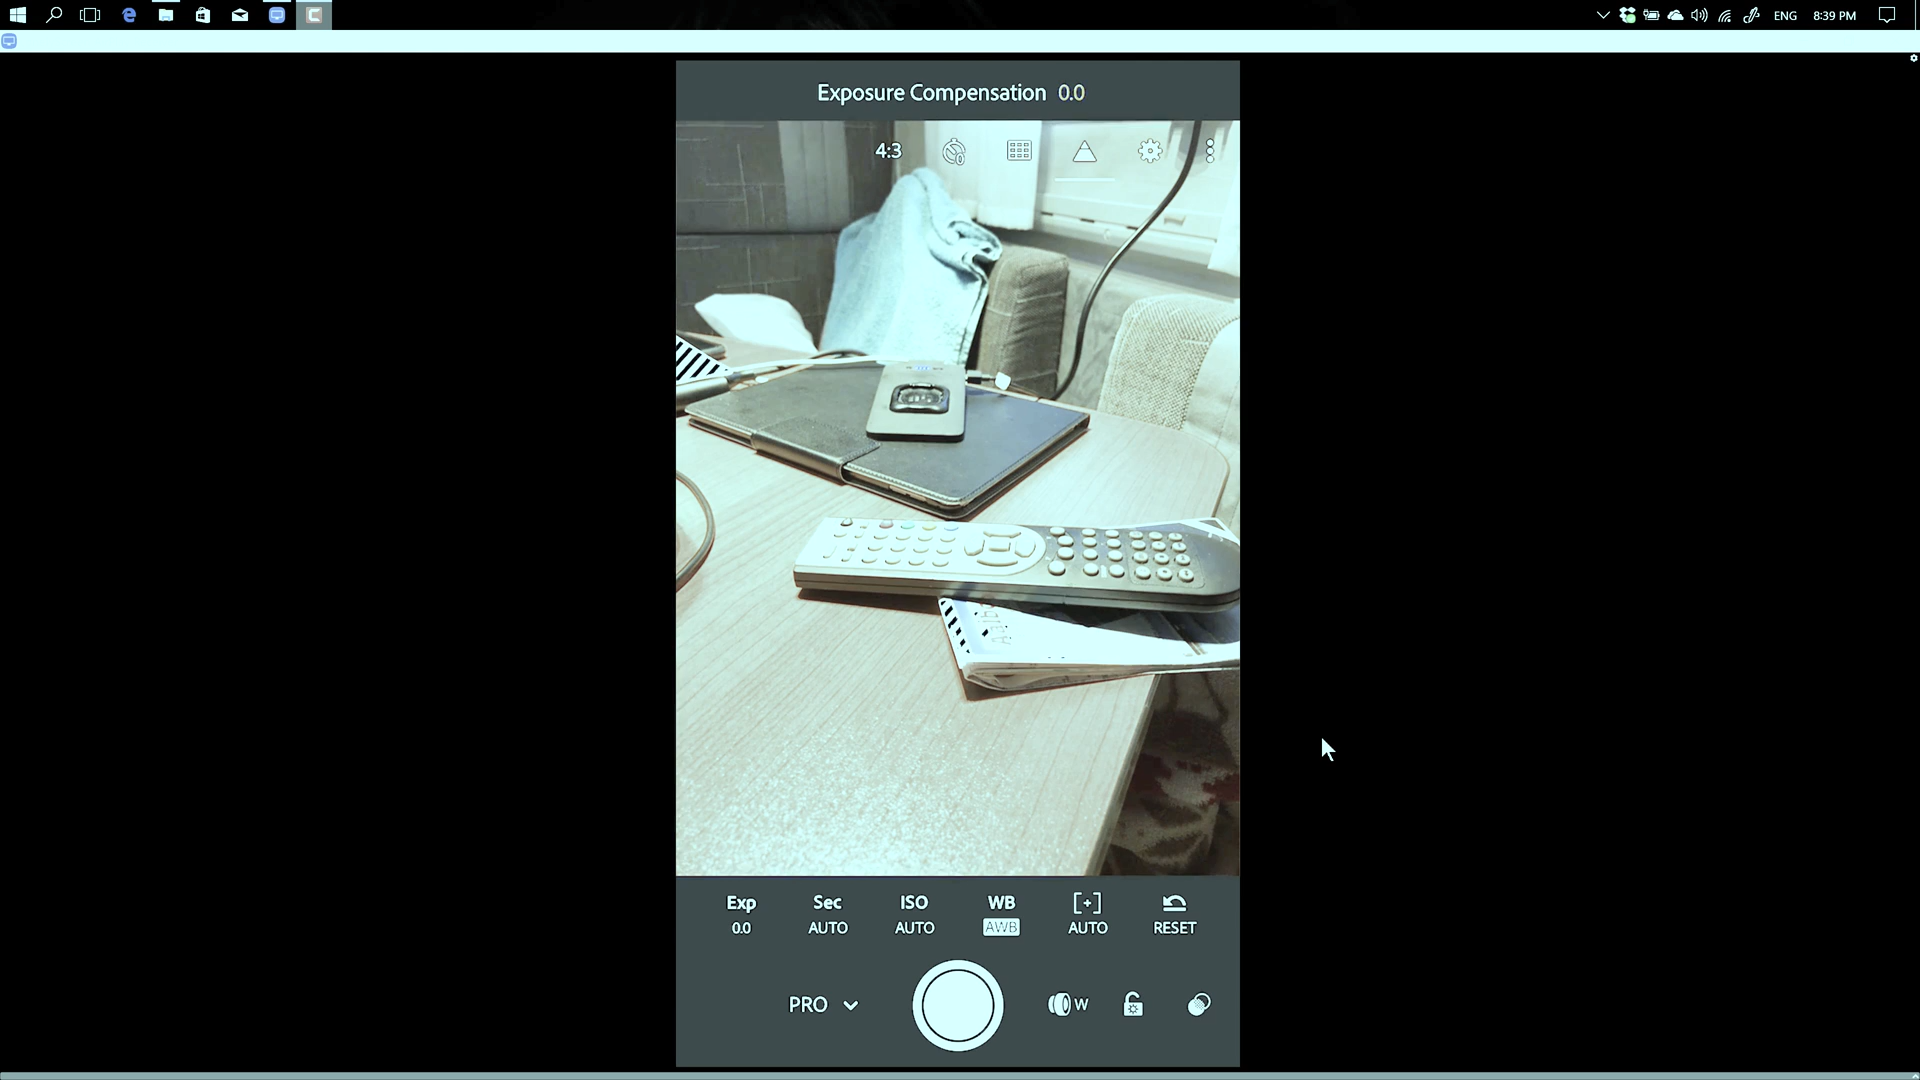 ENG 8:39 PM
Exposure Compensation 0.0
4:3
Exp Sec ISO WB [+]
0.0 AUTO AUTO AWB AUTO RESET
PRO W